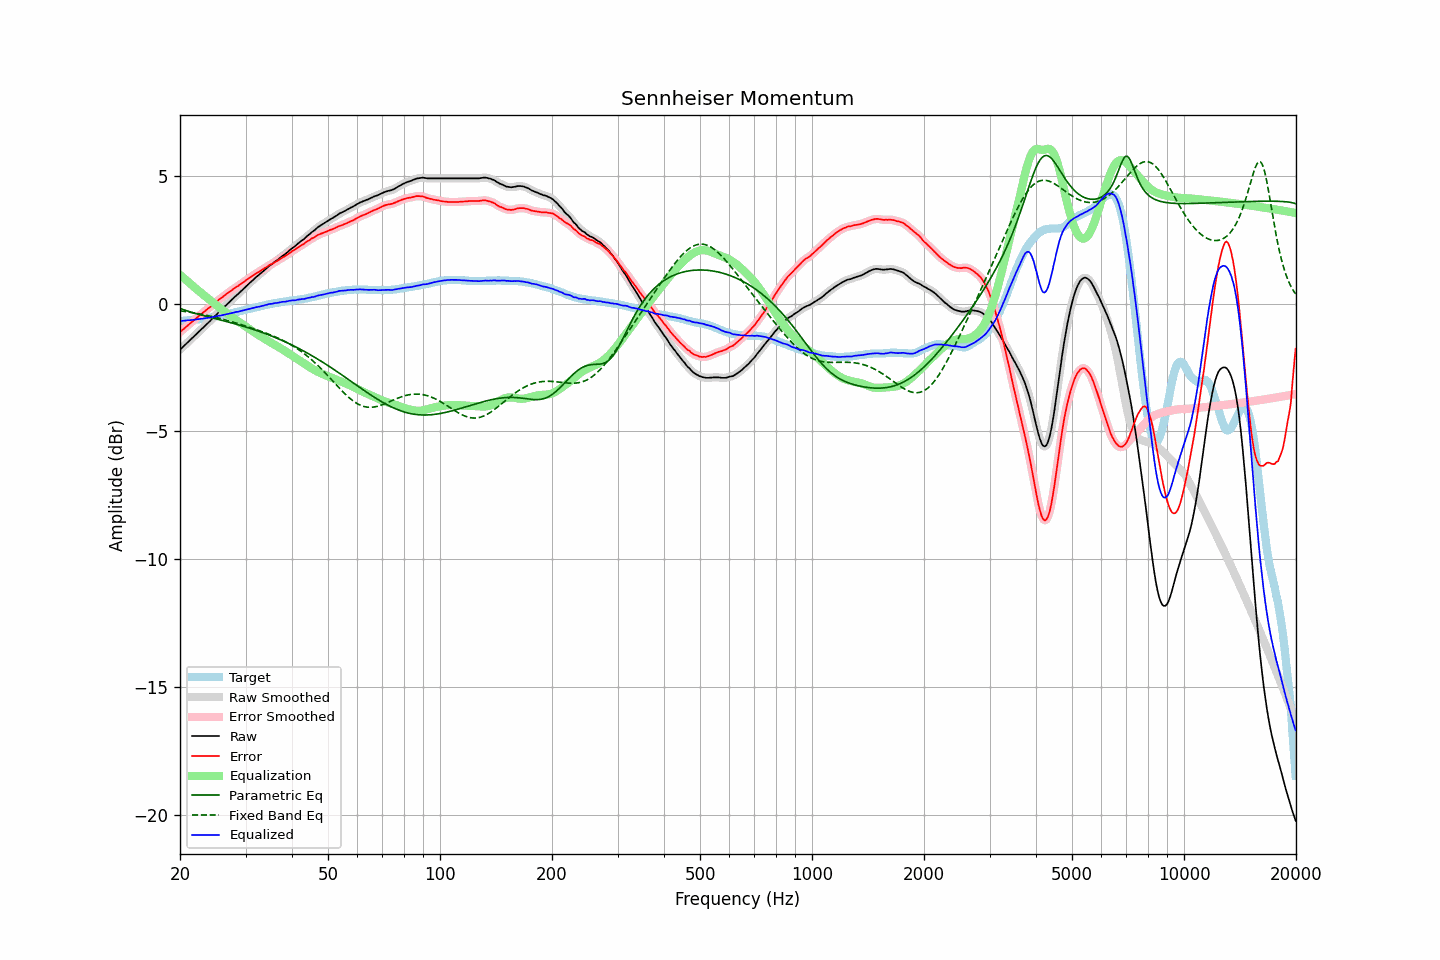 Sennheiser Momentum
Amplitude (dBr)
5
0
−5
−10
−15
−20
Target
Raw Smoothed
Error Smoothed
Raw
Error
Equalization
Parametric Eq
Fixed Band Eq
Equalized
20
50
100
200
500
1000
2000
5000
10000
20000
Frequency (Hz)